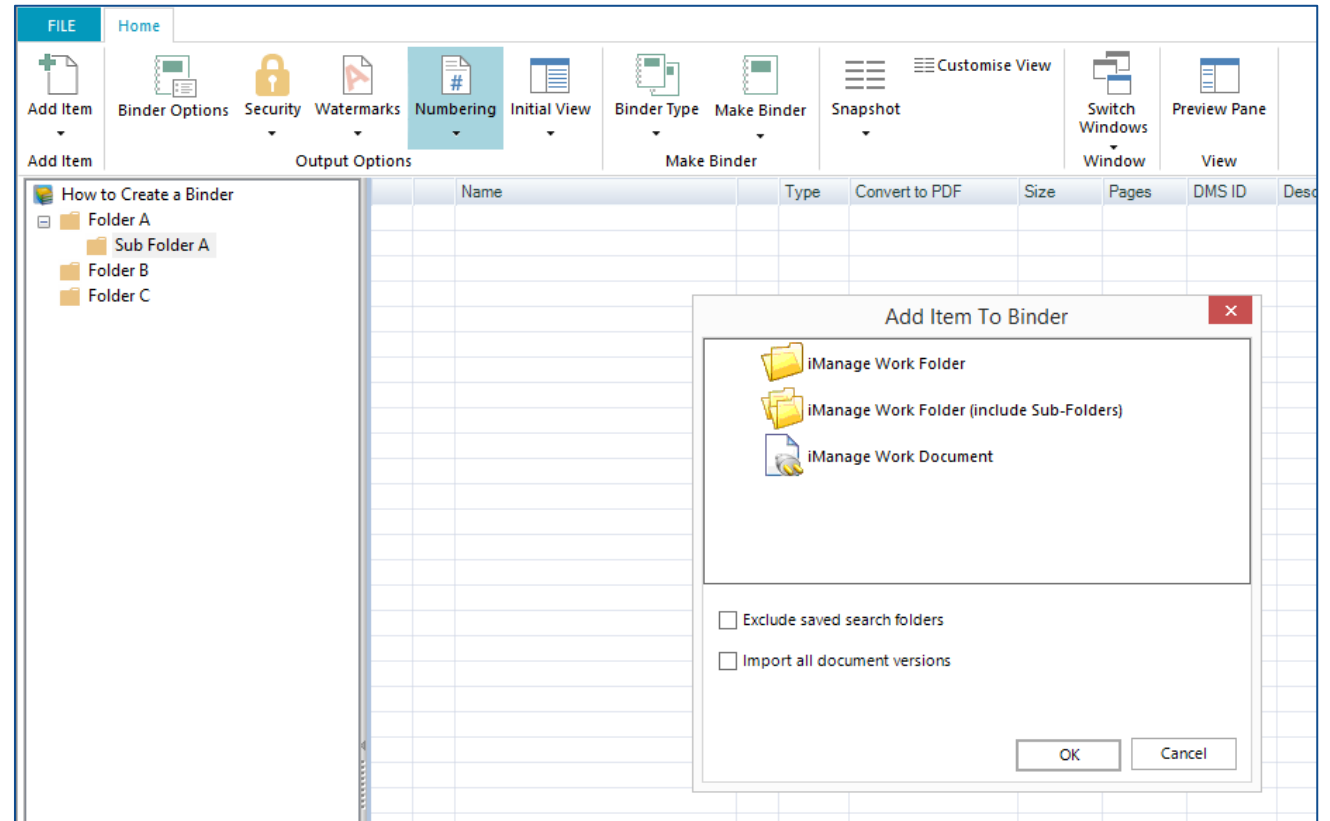 FILE Home
Add Item Binder Options Security Watermarks Numbering Initial View Binder Type Make Binder Snapshot Customise View Switch Windows Preview Pane
Add Item Output Options Make Binder Window View
How to Create a Binder
Folder A
Sub Folder A
Folder B
Folder C
Name Type Convert to PDF Size Pages DMS ID Desc
Add Item To Binder
iManage Work Folder
iManage Work Folder (include Sub-Folders)
iManage Work Document
Exclude saved search folders
Import all document versions
OK Cancel